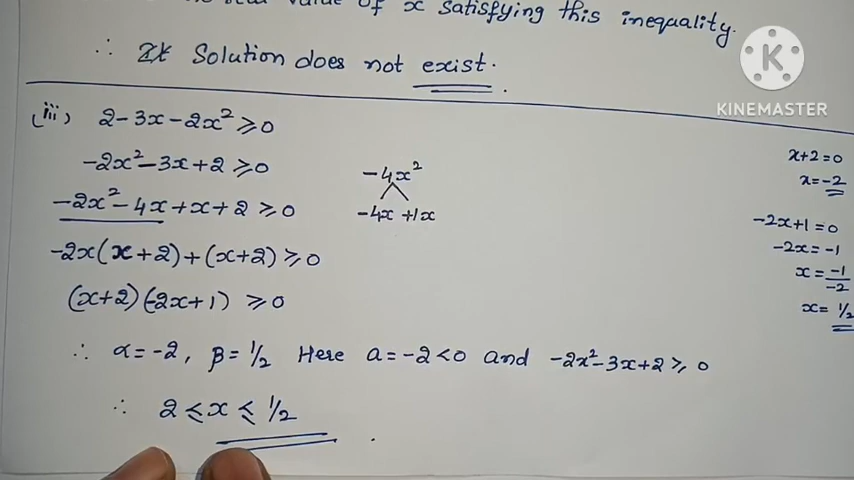 value of x satisfying this inequality.
∴ Solution does not exist.
KINEMASTER
(iii) 2-3x-2x² ⩾ 0
-2x²-3x+2 ⩾ 0
-2x²-4x+x+2 ⩾ 0
-2x(x+2)+(x+2) ⩾ 0
(x+2)(-2x+1) ⩾ 0
-4x²
-4x +1x
x+2=0
x=-2
-2x+1=0
-2x=-1
x=-1/-2
x=1/2
∴ α=-2, β=1/2 Here a=-2<0 and -2x²-3x+2 ⩾ 0
∴ 2 ≤ x ≤ 1/2